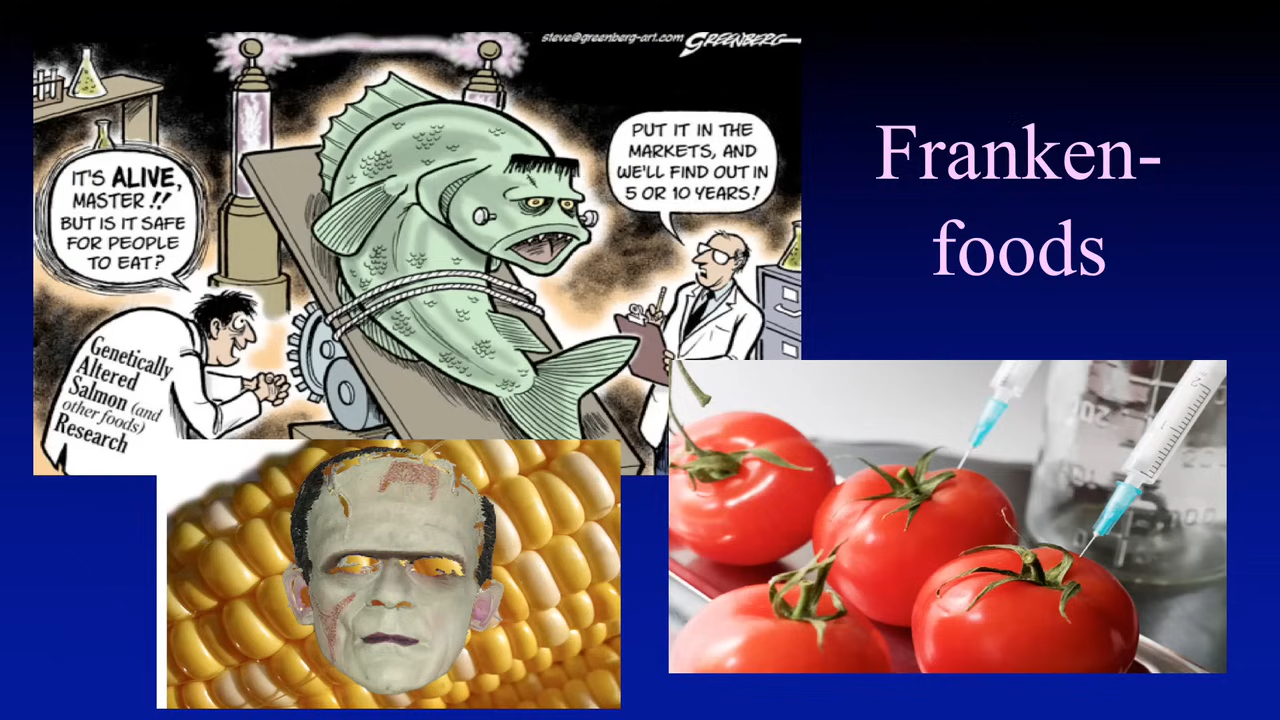 steve@greenberg-art.com GREENBERG
Franken-
foods
IT'S ALIVE,
MASTER!!
BUT IS IT SAFE
FOR PEOPLE
TO EAT?
PUT IT IN THE
MARKETS, AND
WE'LL FIND OUT IN
5 OR 10 YEARS!
Genetically
Altered
Salmon (and
other foods)
Research